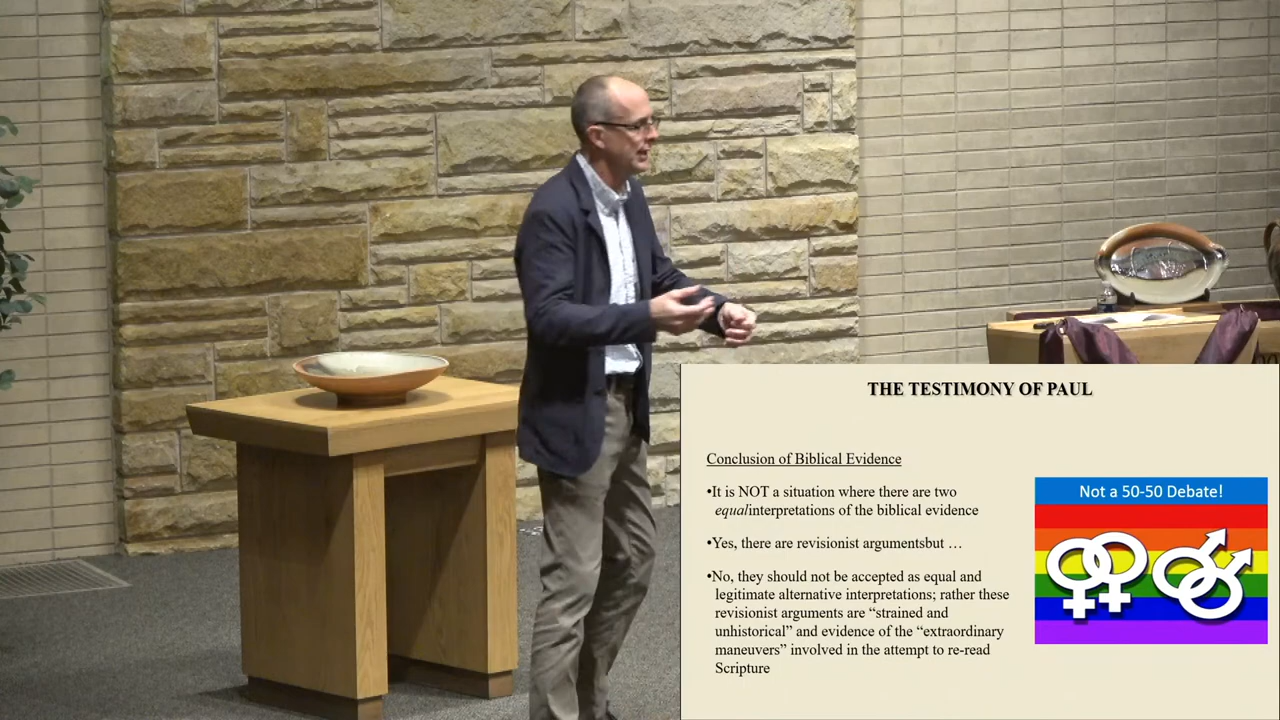 THE TESTIMONY OF PAUL
Conclusion of Biblical Evidence
•It is NOT a situation where there are two
equalinterpretations of the biblical evidence
•Yes, there are revisionist argumentsbut …
•No, they should not be accepted as equal and
legitimate alternative interpretations; rather these
revisionist arguments are “strained and
unhistorical” and evidence of the “extraordinary
maneuvers” involved in the attempt to re-read
Scripture
Not a 50-50 Debate!